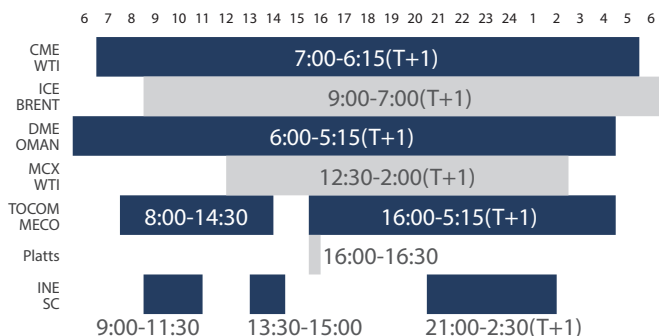 6 7 8 9 10 11 12 13 14 15 16 17 18 19 20 21 22 23 24 1 2 3 4 5 6
CME
WTI
7:00-6:15(T+1)
ICE
BRENT
9:00-7:00(T+1)
DME
OMAN
6:00-5:15(T+1)
MCX
WTI
12:30-2:00(T+1)
TOCOM
MECO
8:00-14:30
16:00-5:15(T+1)
Platts
16:00-16:30
INE
SC
9:00-11:30
13:30-15:00
21:00-2:30(T+1)